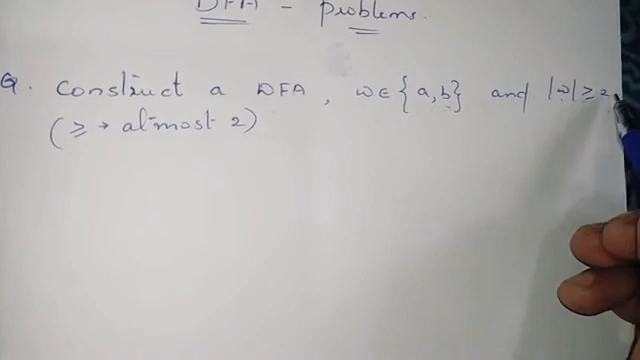 DFA - Problems.
Q. Construct a DFA, w ∈ {a,b} and |w| ≥ 2
(≥ → almost 2)